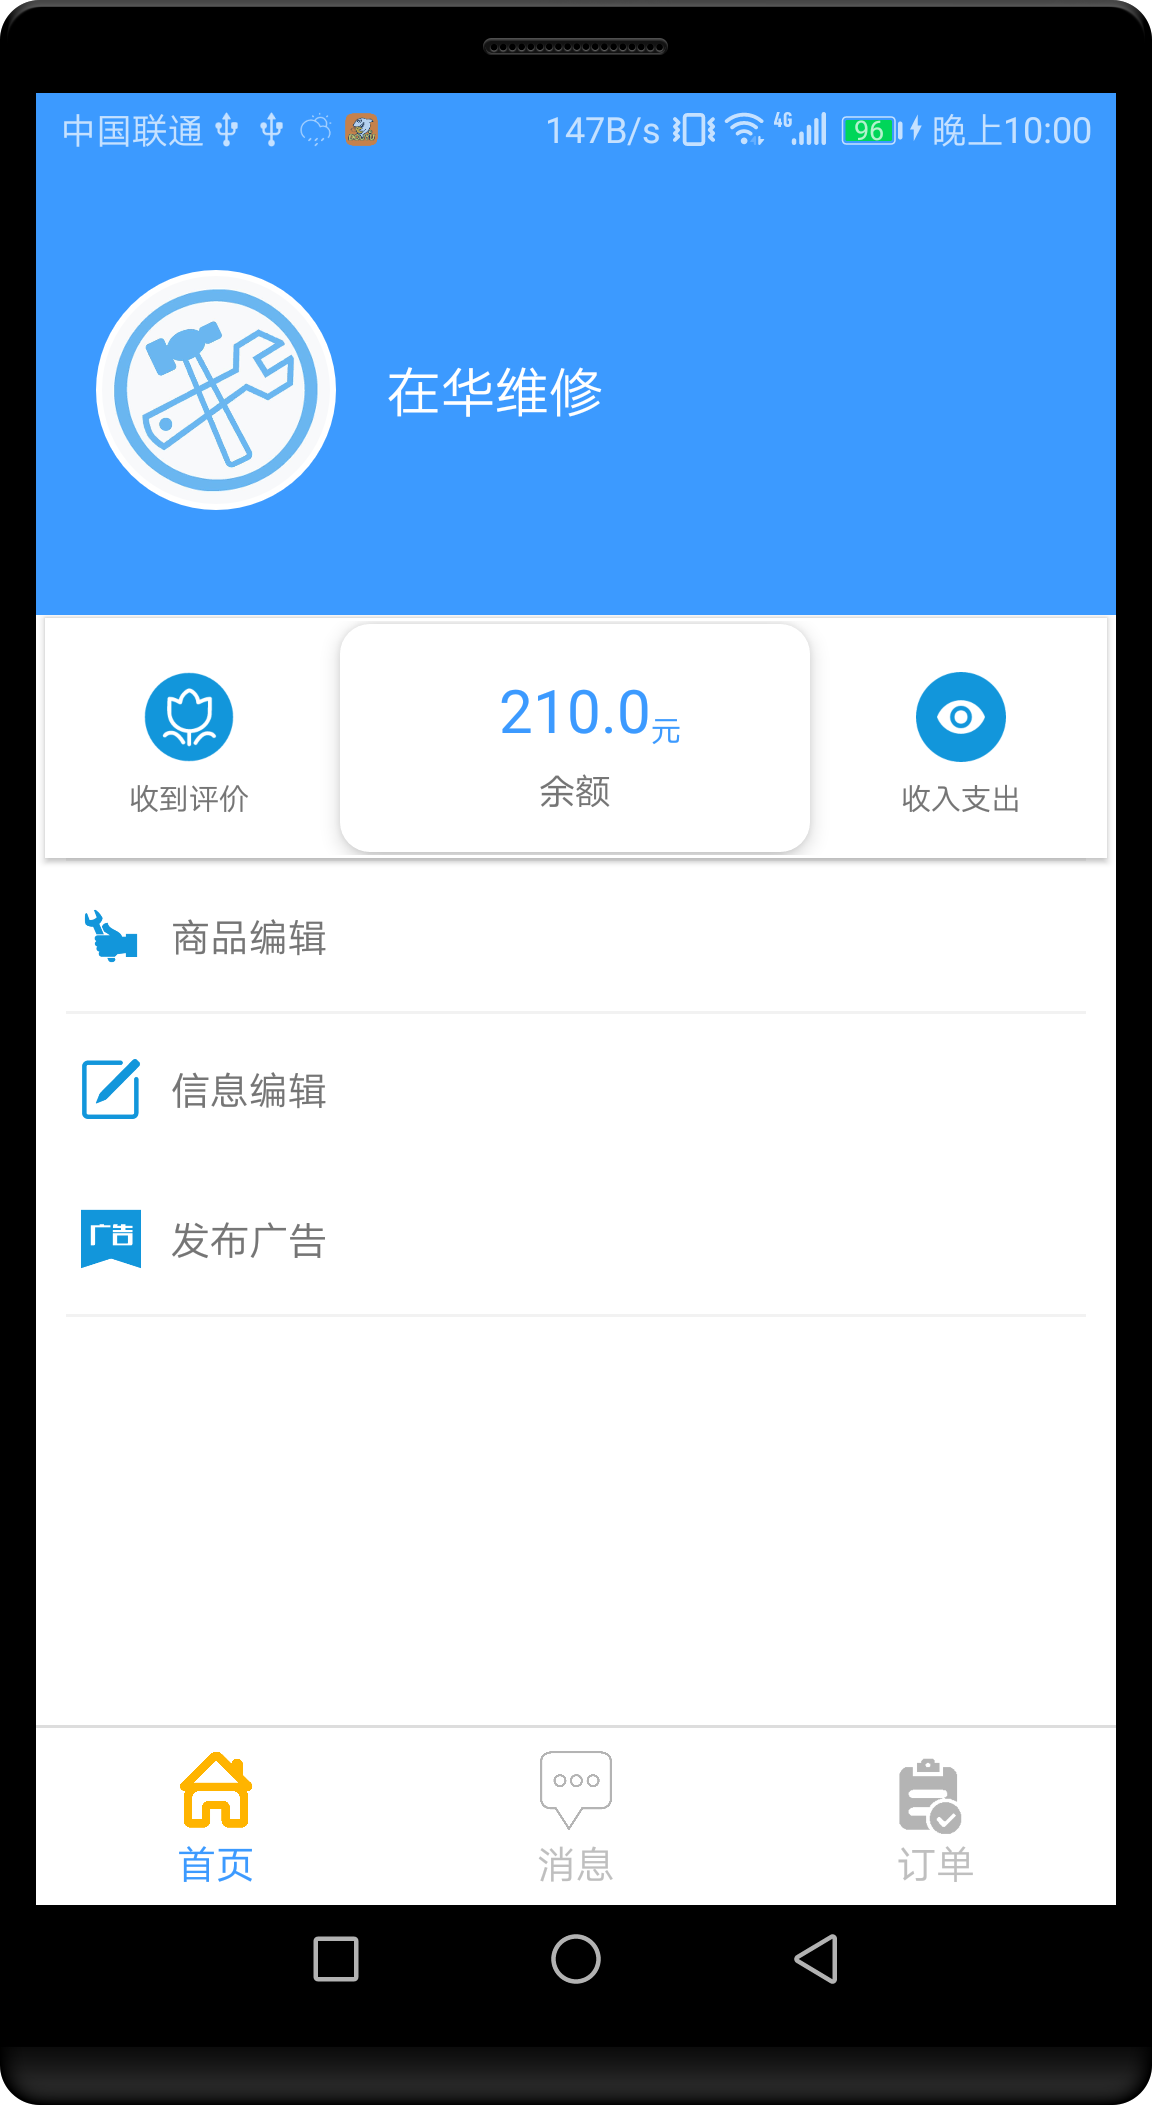 中国联通 147B/s 4G 96 晚上10:00
在华维修
210.0元
收到评价 余额 收入支出
商品编辑
信息编辑
广告 发布广告
首页 消息 订单